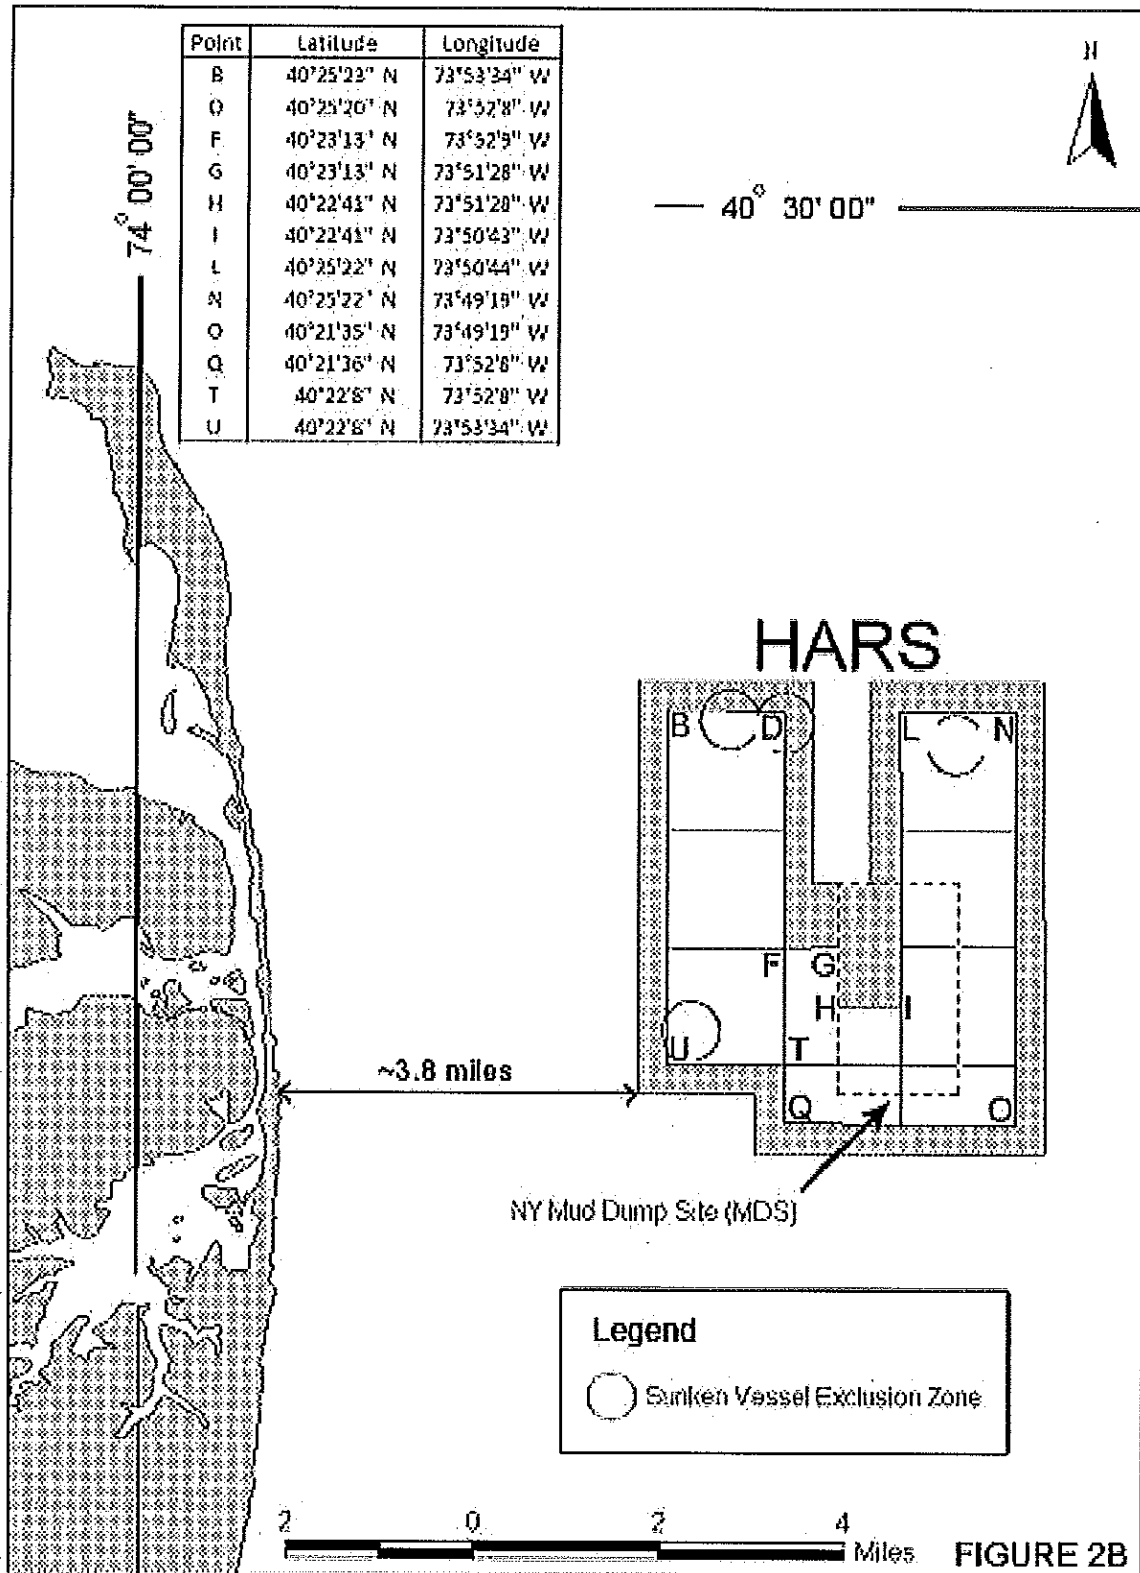 Point Latitude Longitude
B 40°25'23" N 73°53'34" W
D 40°25'20" N 73°52'8" W
F 40°23'13" N 73°52'9" W
G 40°23'13" N 73°51'28" W
H 40°22'41" N 73°51'28" W
I 40°22'41" N 73°50'43" W
L 40°25'22" N 73°50'44" W
N 40°25'22" N 73°49'19" W
O 40°21'35" N 73°49'19" W
Q 40°21'36" N 73°52'8" W
T 40°22'8" N 73°52'8" W
U 40°22'8" N 73°53'34" W
N
74° 00' 00"
40° 30' 00"
HARS
B D L N
F G
H I
U T
~3.8 miles
Q O
NY Mud Dump Site (MDS)
Legend
Sunken Vessel Exclusion Zone
2 0 2 4
Miles
FIGURE 2B